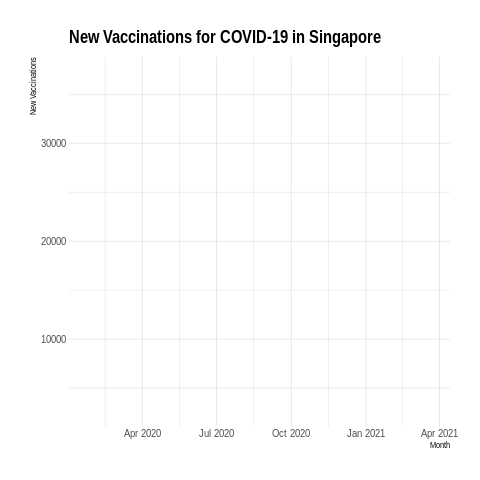 New Vaccinations for COVID-19 in Singapore
New Vaccinations
30000
20000
10000
Apr 2020 Jul 2020 Oct 2020 Jan 2021 Apr 2021
Month